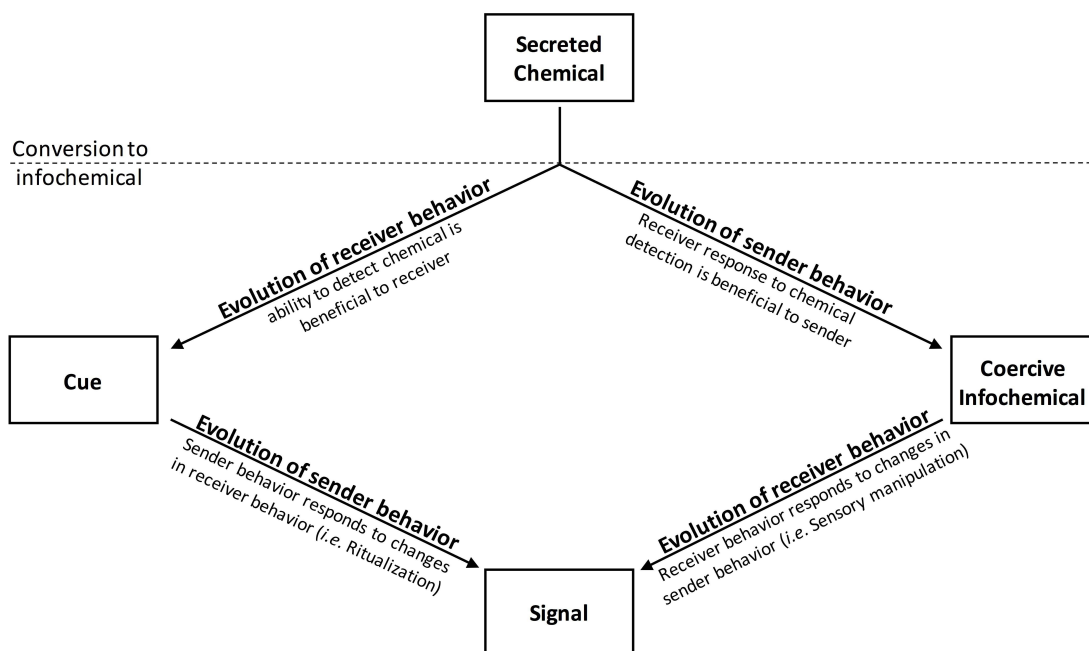 Secreted
Chemical
Conversion to
infochemical
Evolution of receiver behavior
ability to detect chemical is
beneficial to receiver
Evolution of sender behavior
Receiver response to chemical
detection is beneficial to sender
Cue
Coercive
Infochemical
Evolution of sender behavior
Sender behavior responds to changes
in receiver behavior (i.e. Ritualization)
Evolution of receiver behavior
Receiver behavior responds to changes in
sender behavior (i.e. Sensory manipulation)
Signal